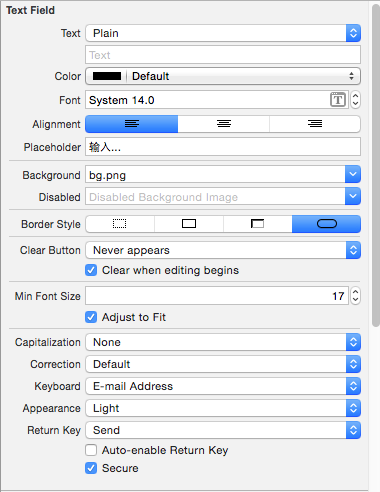 Text Field
Text Plain
Text
Color Default
Font System 14.0 T
Alignment
Placeholder 输入...
Background bg.png
Disabled Disabled Background Image
Border Style
Clear Button Never appears
Clear when editing begins
Min Font Size 17
Adjust to Fit
Capitalization None
Correction Default
Keyboard E-mail Address
Appearance Light
Return Key Send
Auto-enable Return Key
Secure